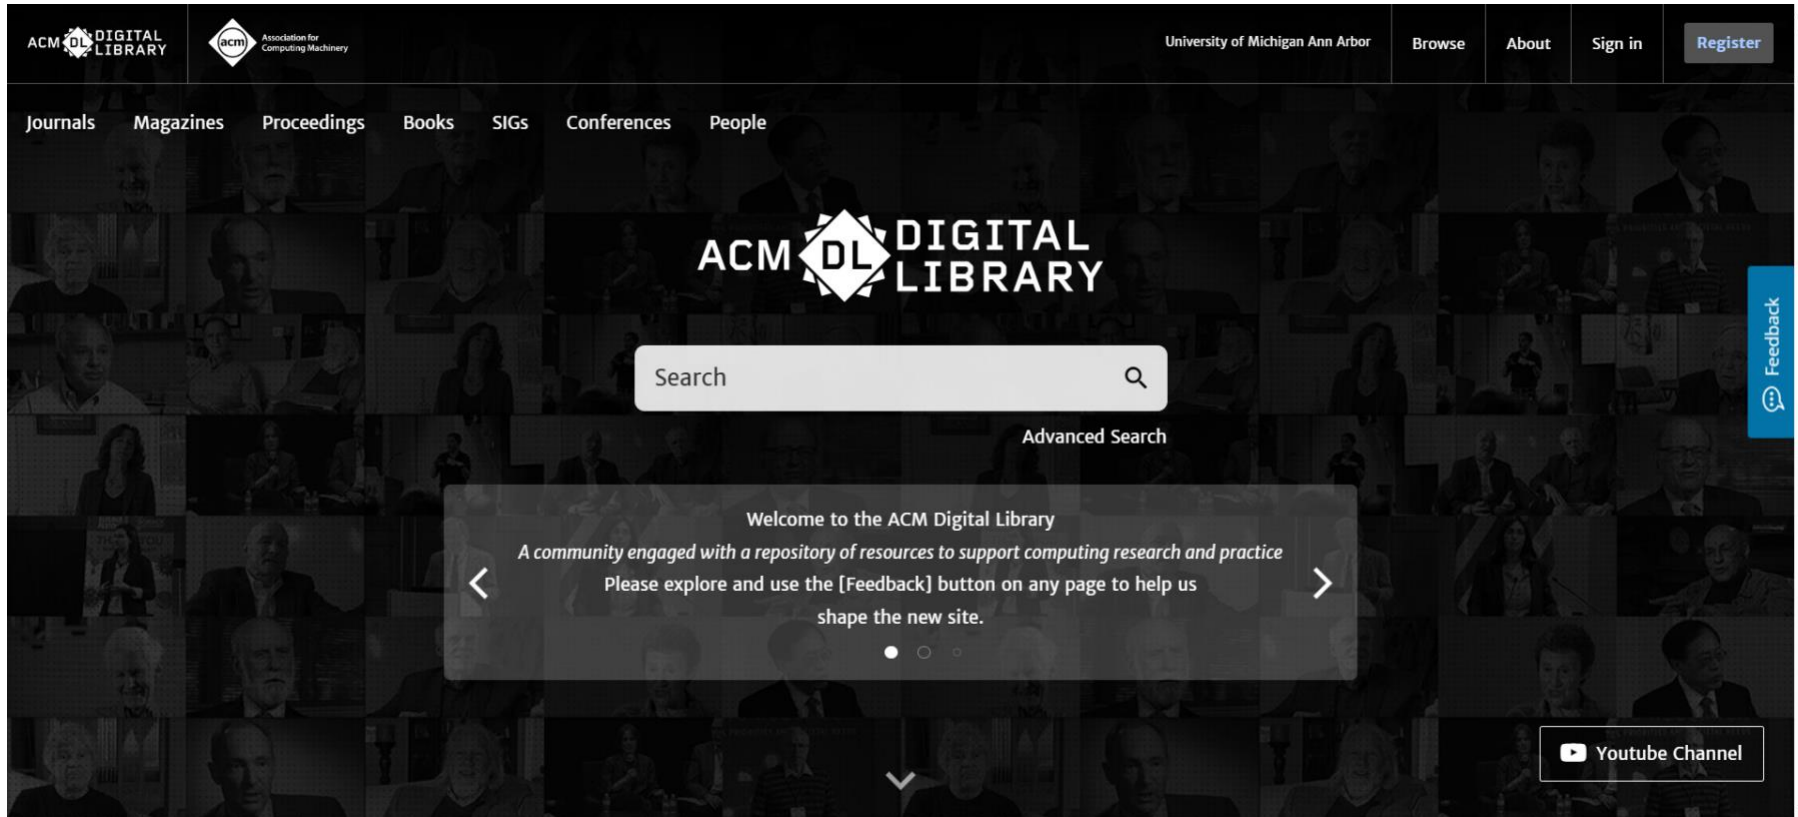 ACM DL DIGITAL LIBRARY
acm Association for Computing Machinery
University of Michigan Ann Arbor
Browse
About
Sign in
Register
Journals
Magazines
Proceedings
Books
SIGs
Conferences
People
ACM DL DIGITAL LIBRARY
Search
Advanced Search
Feedback
Welcome to the ACM Digital Library
A community engaged with a repository of resources to support computing research and practice
Please explore and use the [Feedback] button on any page to help us
shape the new site.
Youtube Channel